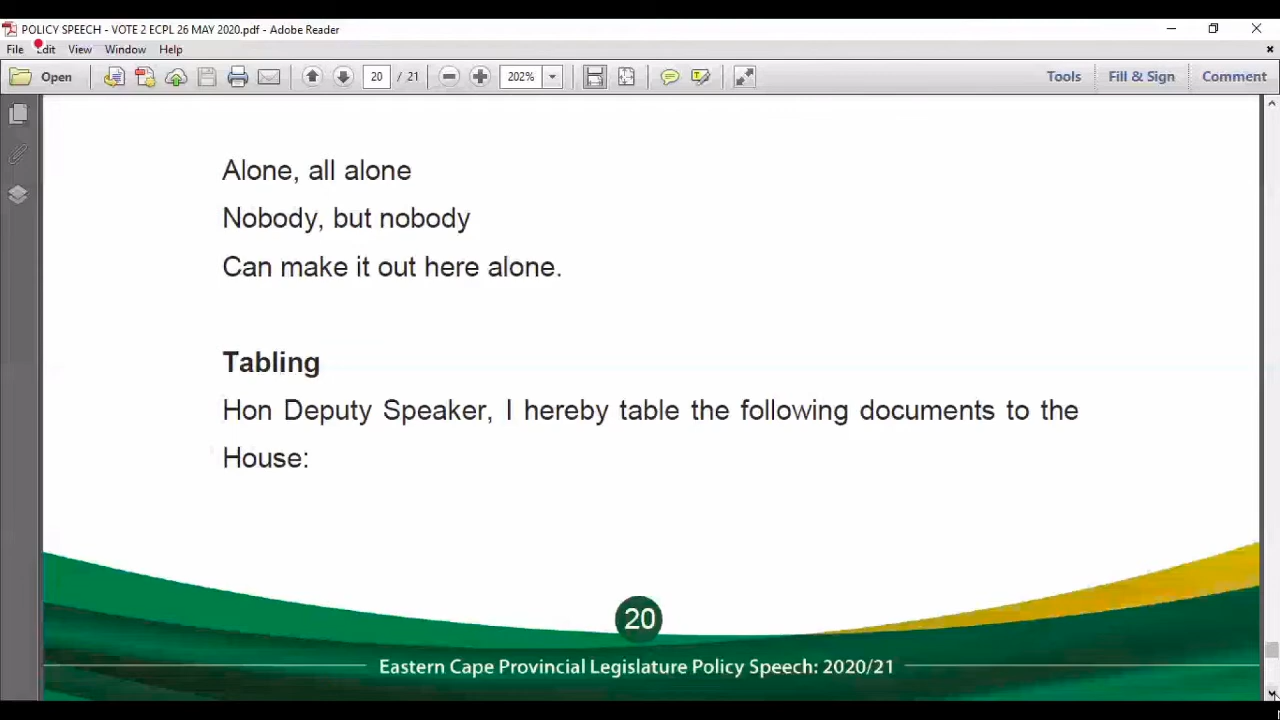 POLICY SPEECH - VOTE 2 ECPL 26 MAY 2020.pdf - Adobe Reader
File Edit View Window Help
Open 20 / 21 202% Tools Fill & Sign Comment
Alone, all alone
Nobody, but nobody
Can make it out here alone.
Tabling
Hon Deputy Speaker, I hereby table the following documents to the
House:
20
Eastern Cape Provincial Legislature Policy Speech: 2020/21